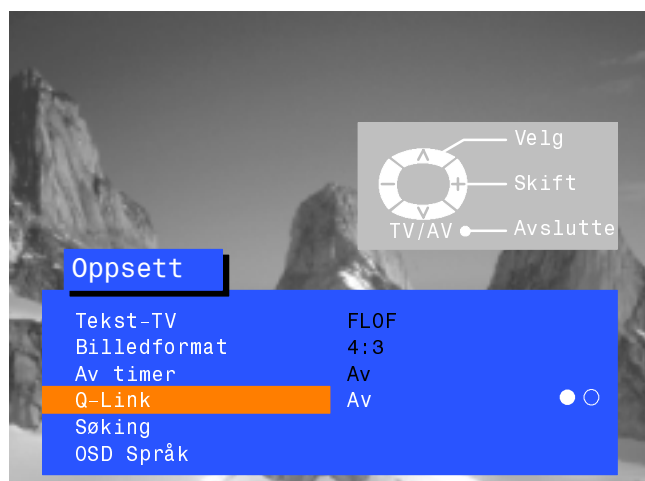 Velg
Skift
TV/AV Avslutte
Oppsett
Tekst-TV FLOF
Billedformat 4:3
Av timer Av
Q-Link Av
Søking
OSD Språk